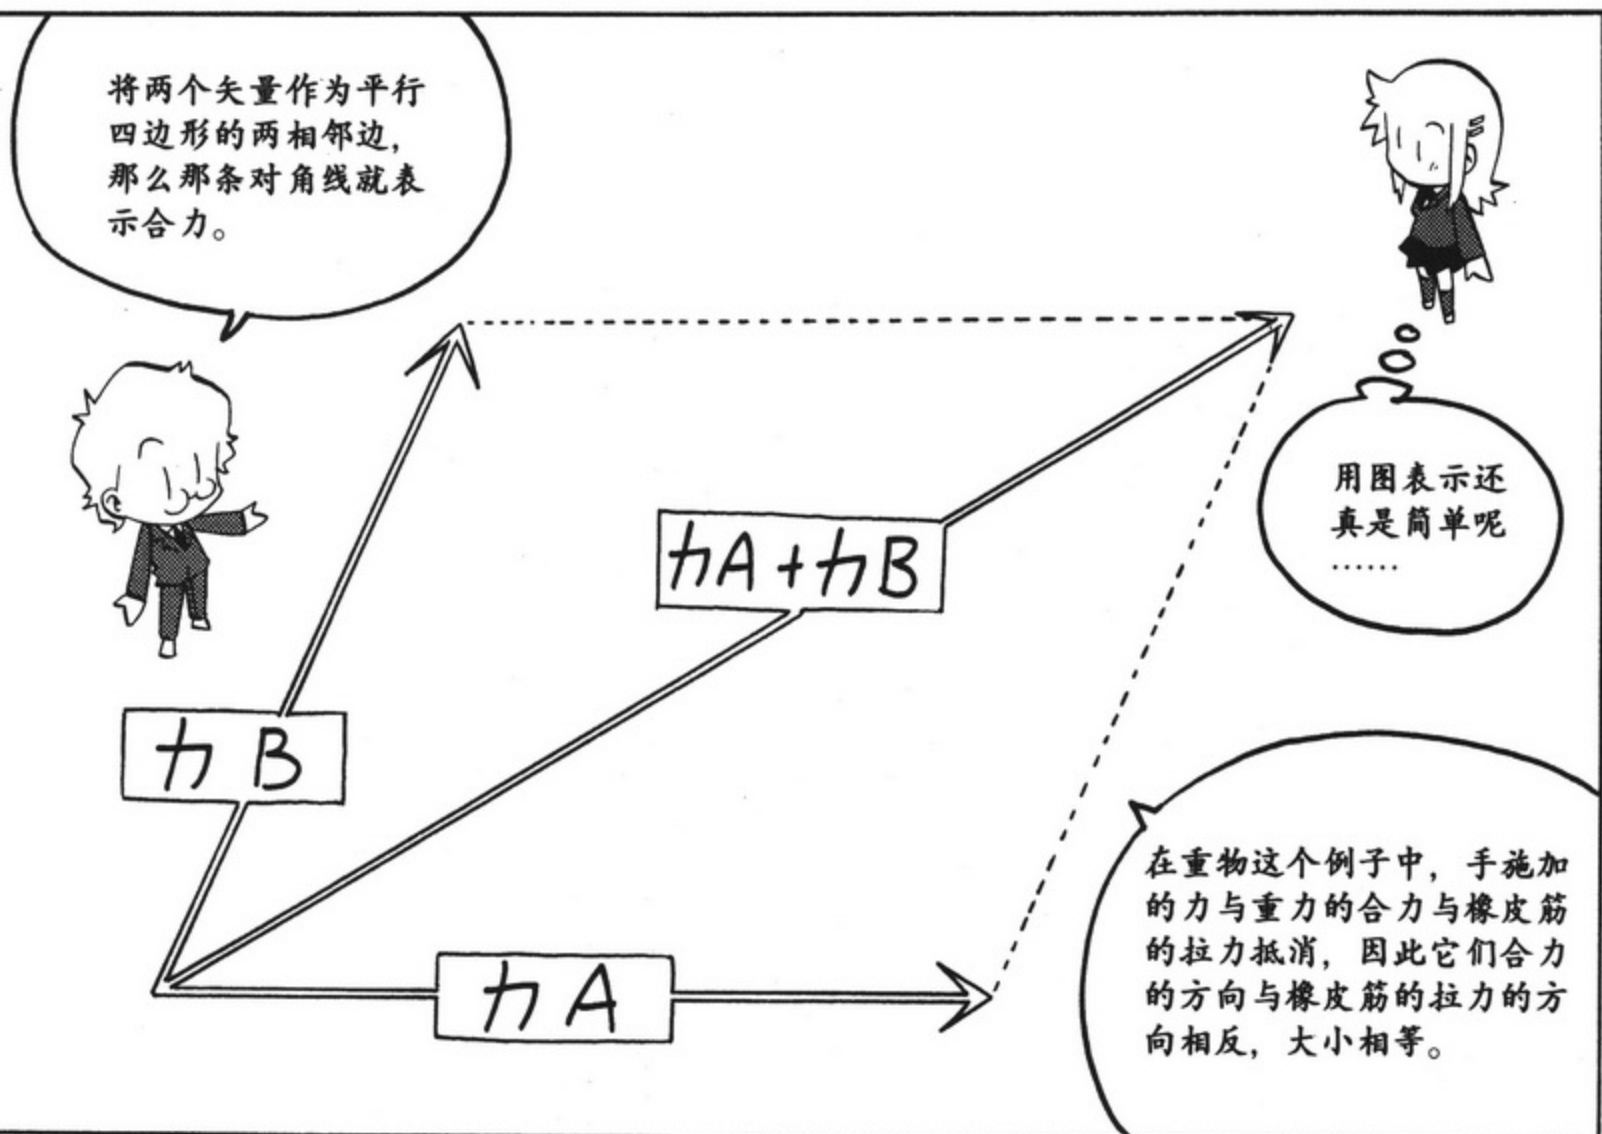 将两个矢量作为平行
四边形的两相邻边，
那么那条对角线就表
示合力。
用图表示还
真是简单呢
……
力A+力B
力 B
力 A
在重物这个例子中，手施加
的力与重力的合力与橡皮筋
的拉力抵消，因此它们合力
的方向与橡皮筋的拉力的方
向相反，大小相等。